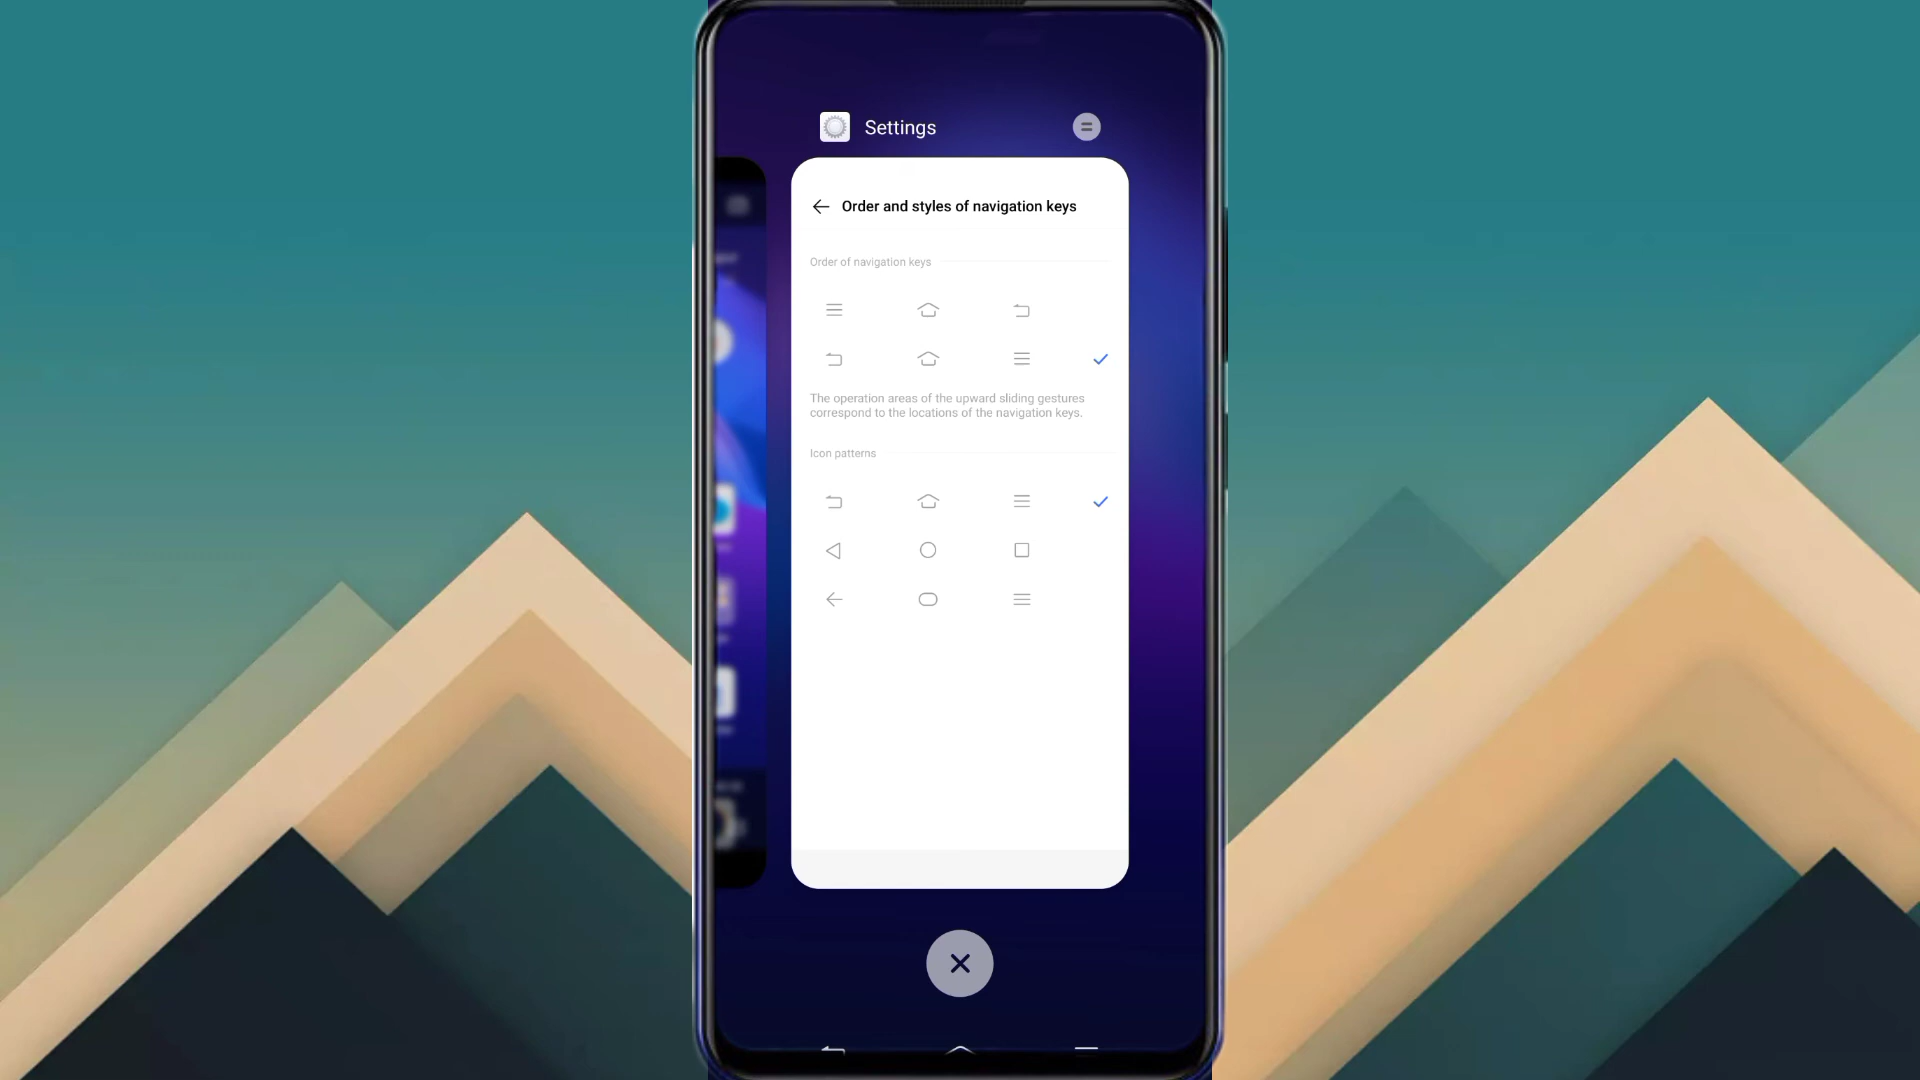 Settings
Order and styles of navigation keys
Order of navigation keys
The operation areas of the upward sliding gestures
correspond to the locations of the navigation keys.
Icon patterns